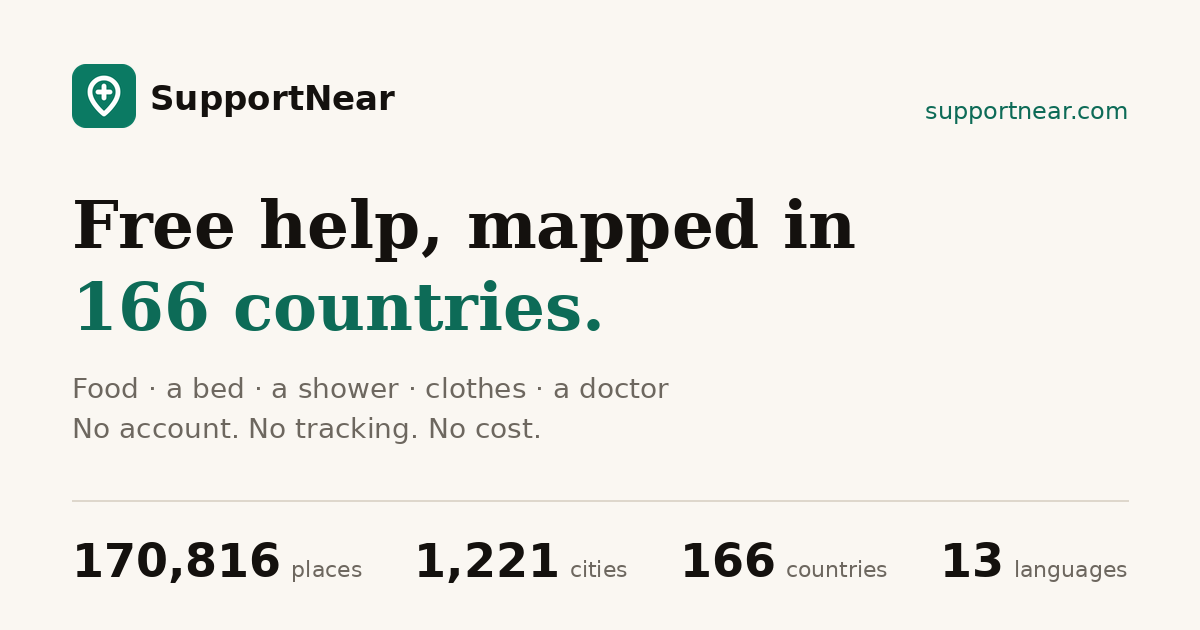 SupportNear
supportnear.com
Free help, mapped in
166 countries.
Food · a bed · a shower · clothes · a doctor
No account. No tracking. No cost.
170,816 places
1,221 cities
166 countries
13 languages